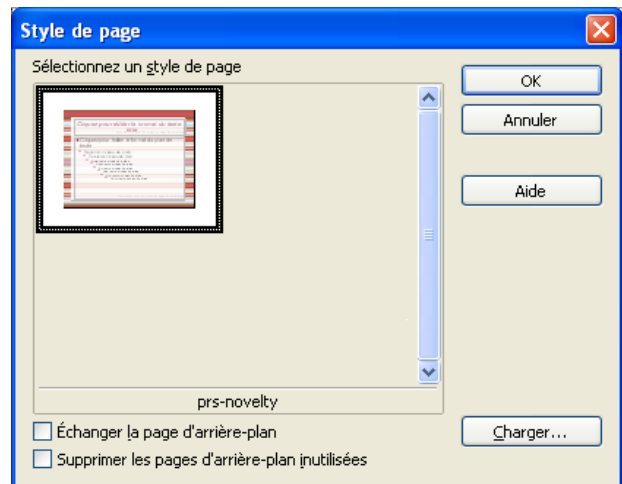 Style de page
Sélectionnez un style de page
OK
Annuler
Aide
prs-novelty
Échanger la page d'arrière-plan
Charger...
Supprimer les pages d'arrière-plan inutilisées